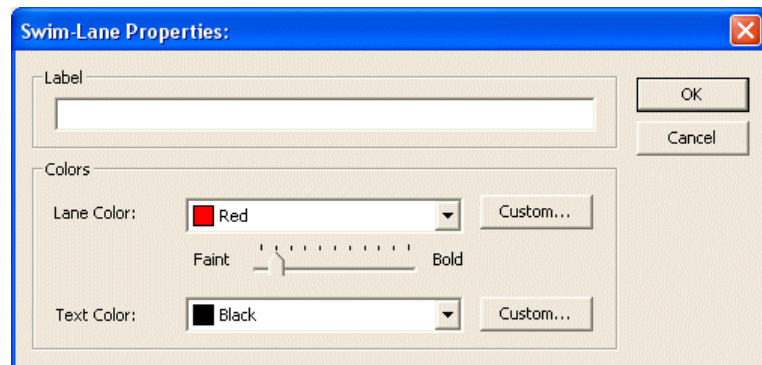 Swim-Lane Properties:
Label
OK
Cancel
Colors
Lane Color:
Red
Custom...
Faint
Bold
Text Color:
Black
Custom...